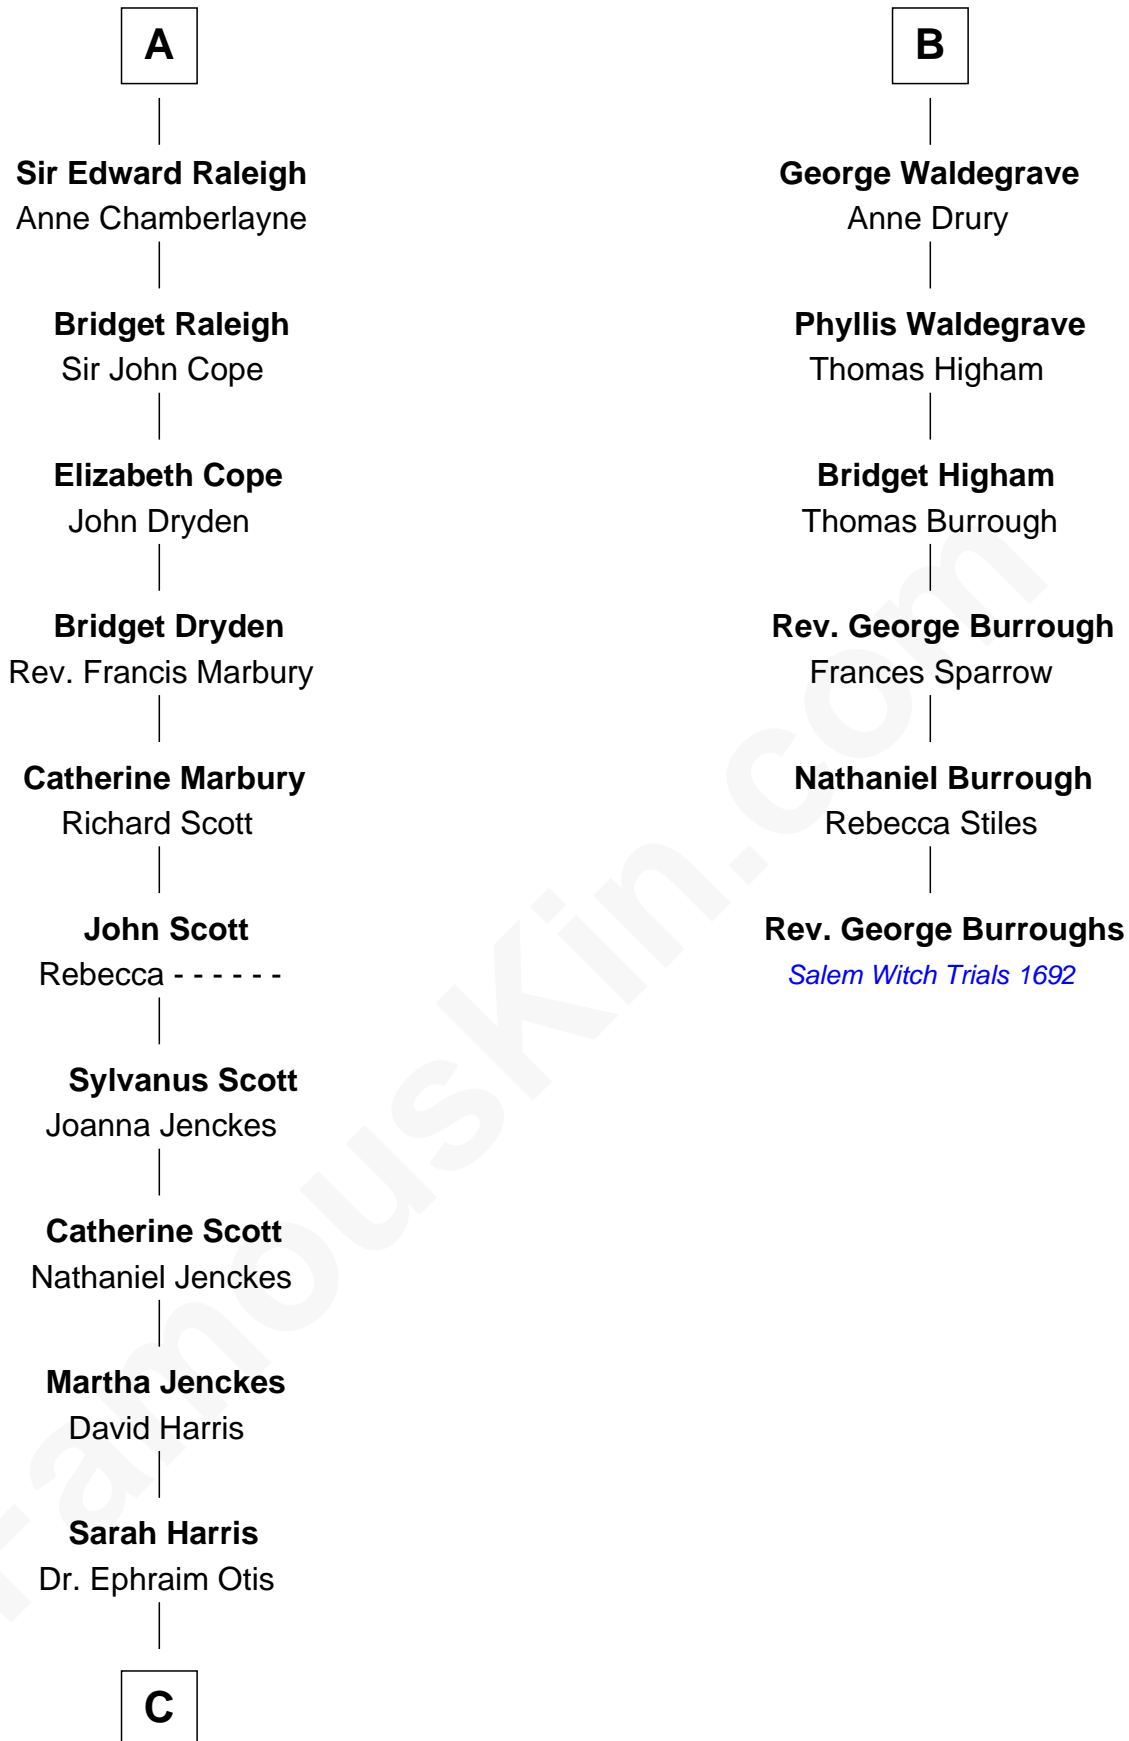 A
Sir Edward Raleigh
Anne Chamberlayne
Bridget Raleigh
Sir John Cope
Elizabeth Cope
John Dryden
Bridget Dryden
Rev. Francis Marbury
Catherine Marbury
Richard Scott
John Scott
Rebecca - - - - - -
Sylvanus Scott
Joanna Jenckes
Catherine Scott
Nathaniel Jenckes
Martha Jenckes
David Harris
Sarah Harris
Dr. Ephraim Otis
C
B
George Waldegrave
Anne Drury
Phyllis Waldegrave
Thomas Higham
Bridget Higham
Thomas Burrough
Rev. George Burrough
Frances Sparrow
Nathaniel Burrough
Rebecca Stiles
Rev. George Burroughs
Salem Witch Trials 1692
FamousKin.com